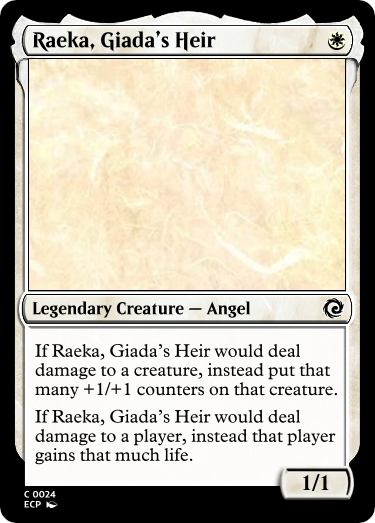 Raeka, Giada's Heir
Legendary Creature — Angel
If Raeka, Giada's Heir would deal
damage to a creature, instead put that
many +1/+1 counters on that creature.
If Raeka, Giada's Heir would deal
damage to a player, instead that player
gains that much life.
1/1
C 0024
ECP